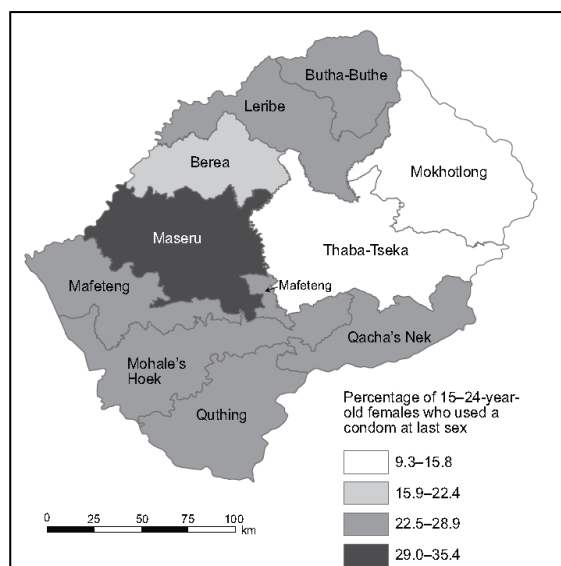 Butha-Buthe
Leribe
Berea
Mokhotlong
Maseru
Thaba-Tseka
Mafeteng
Mafeteng
Qacha's Nek
Mohale's
Hoek
Quthing
Percentage of 15–24-year-
old females who used a
condom at last sex
9.3–15.8
15.9–22.4
22.5–28.9
29.0–35.4
0 25 50 75 100
km